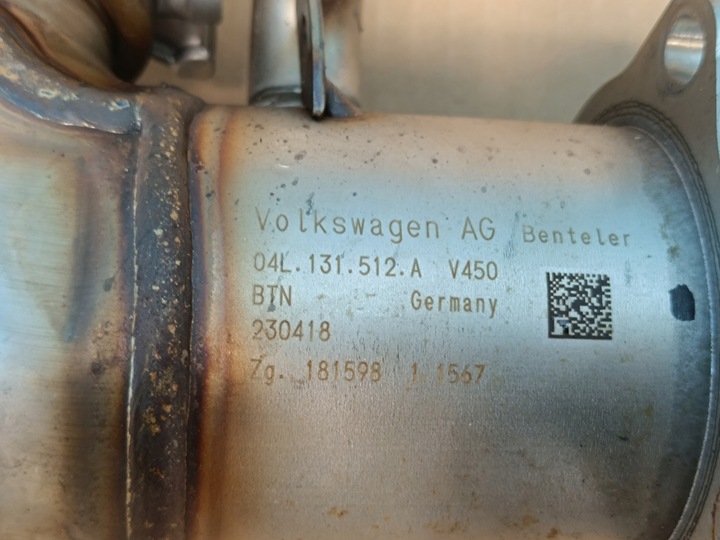 Volkswagen AG Benteler
04L.131.512.A V450
BTN Germany
230418
Zg. 181598 1 1567